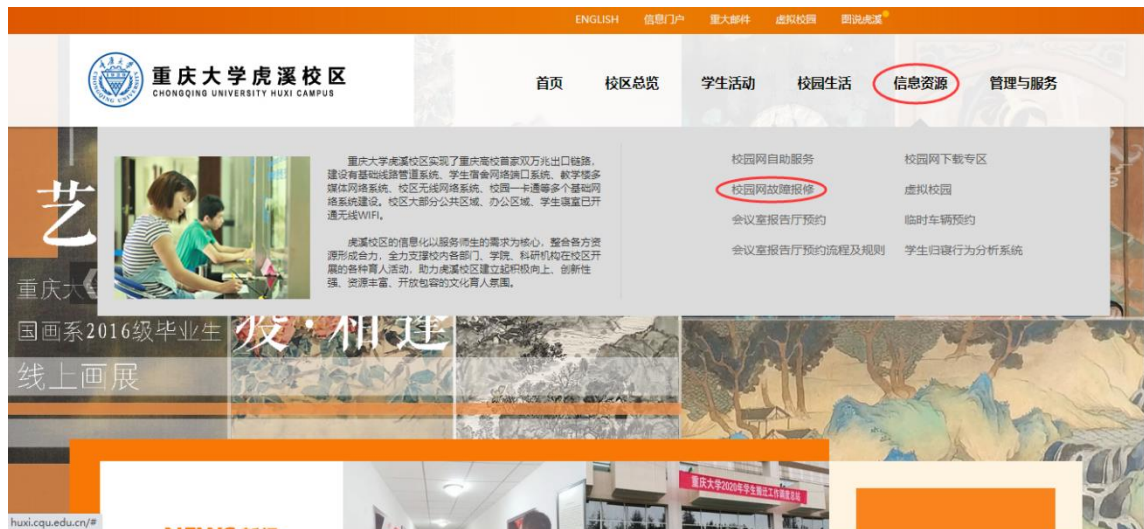 ENGLISH 信息门户 重大邮件 虚拟校园 图说虎溪
重庆大学虎溪校区
CHONGQING UNIVERSITY HUXI CAMPUS
首页 校区总览 学生活动 校园生活 信息资源 管理与服务
重庆大学虎溪校区实现了重庆高校首家双万兆出口链路,
建设有基础线路管道系统、学生宿舍网络端口系统、教学楼多
媒体网络系统、校区无线网络系统、校园一卡通等多个基础网
络系统建设。校区大部分公共区域、办公区域、学生寝室已开
通无线WIFI。
虎溪校区的信息化以服务师生的需求为核心,整合各方资
源形成合力,全力支撑校内各部门、学院、科研机构在校区开
展的各种育人活动,助力虎溪校区建立起积极向上、创新性
强、资源丰富、开放包容的文化育人氛围。
校园网自助服务 校园网下载专区
校园网故障报修 虚拟校园
会议室报告厅预约 临时车辆预约
会议室报告厅预约流程及规则 学生归寝行为分析系统
艺
重庆大
国画系2016级毕业生
线上画展
·相逢
重庆大学2020年学生搬迁工作调度总站
huxi.cqu.edu.cn/#